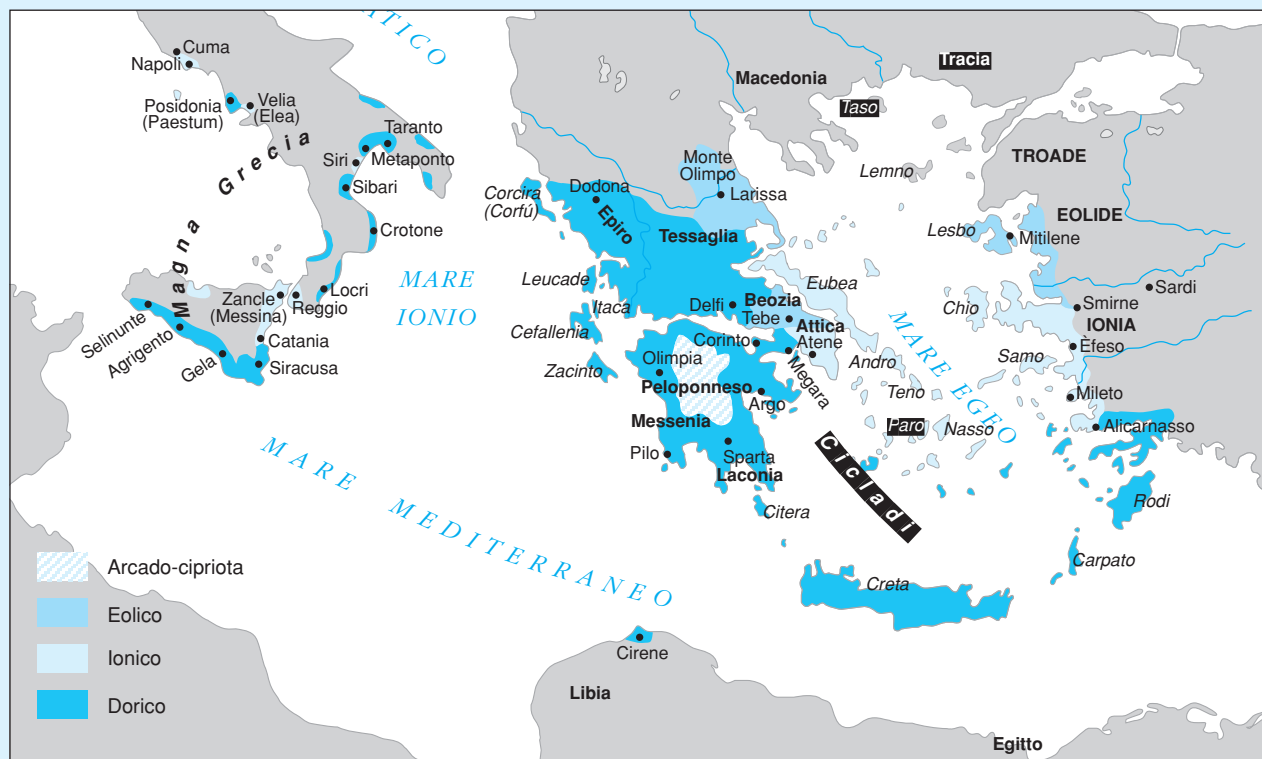 ATICO
Cuma
Napoli
Posidonia
(Paestum)
Velia
(Elea)
Magna Grecia
Taranto
Siri
Metaponto
Sibari
Crotone
Locri
Zancle
(Messina)
Reggio
Selinunte
Agrigento
Gela
Catania
Siracusa
MARE
IONIO
MARE MEDITERRANEO
Macedonia
Tracia
Taso
Lemno
TROADE
EOLIDE
Monte
Olimpo
Larissa
Dodona
Corcira
(Corfú)
Epiro
Tessaglia
Lesbo
Mitilene
Leucade
Itaca
Cefallenia
Zacinto
Delfi
Beozia
Tebe
Eubea
Attica
Atene
Corinto
Megara
Olimpia
Peloponneso
Argo
Messenia
Pilo
Sparta
Laconia
Citera
MARE EGEO
Chio
Smirne
Sardi
IONIA
Èfeso
Samo
Andro
Teno
Mileto
Paro
Nasso
Alicarnasso
Cicladi
Rodi
Carpato
Creta
Cirene
Libia
Egitto
Arcado-cipriota
Eolico
Ionico
Dorico